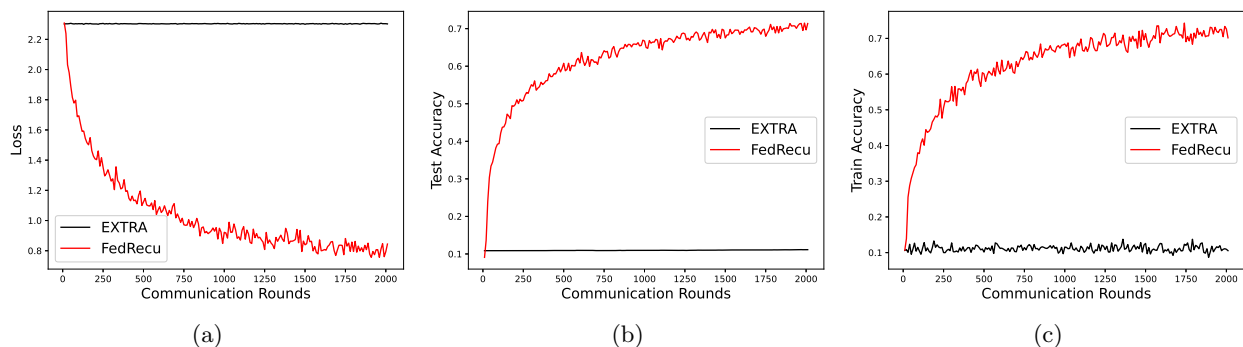 2.2
2.0
1.8
1.6
1.4
1.2
1.0
0.8
Loss
EXTRA
FedRecu
0 250 500 750 1000 1250 1500 1750 2000
Communication Rounds
(a)
0.7
0.6
0.5
0.4
0.3
0.2
0.1
Test Accuracy
EXTRA
FedRecu
0 250 500 750 1000 1250 1500 1750 2000
Communication Rounds
(b)
0.7
0.6
0.5
0.4
0.3
0.2
0.1
Train Accuracy
EXTRA
FedRecu
0 250 500 750 1000 1250 1500 1750 2000
Communication Rounds
(c)